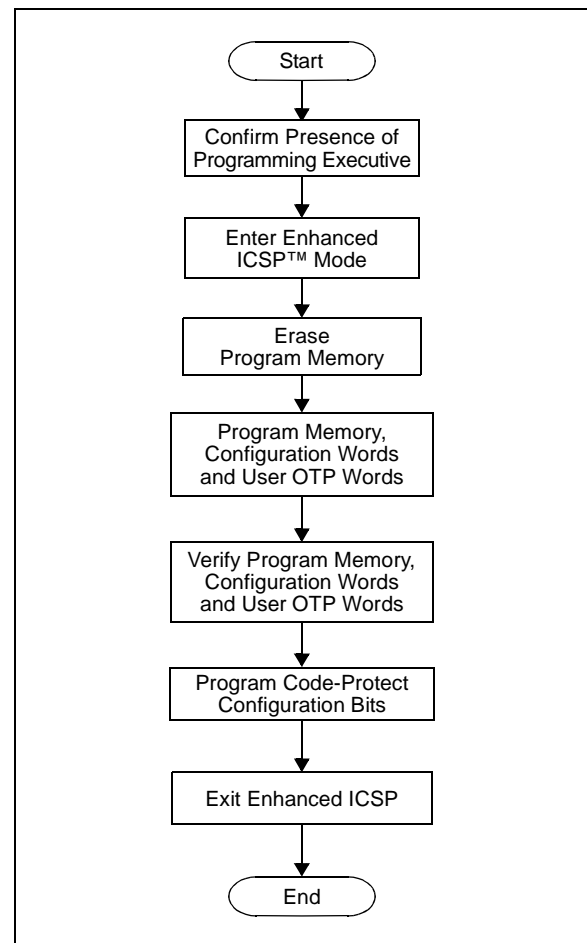 Start
Confirm Presence of
Programming Executive
Enter Enhanced
ICSP™ Mode
Erase
Program Memory
Program Memory,
Configuration Words
and User OTP Words
Verify Program Memory,
Configuration Words
and User OTP Words
Program Code-Protect
Configuration Bits
Exit Enhanced ICSP
End